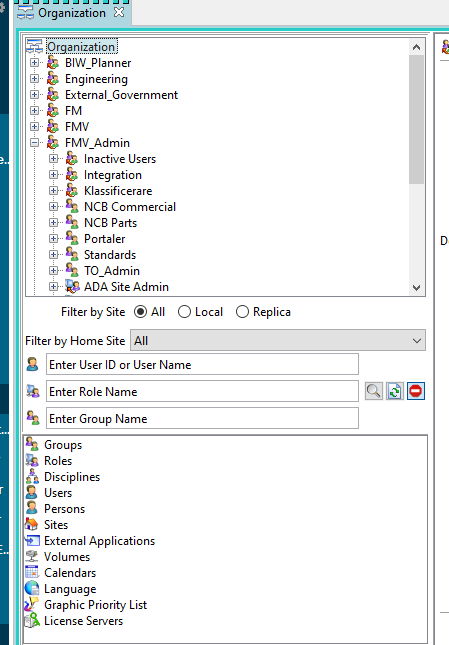 Organization
Organization
BIW_Planner
Engineering
External_Government
FM
FMV
FMV_Admin
Inactive Users
Integration
Klassificerare
NCB Commercial
NCB Parts
Portaler
Standards
TO_Admin
ADA Site Admin
Filter by Site All Local Replica
Filter by Home Site All
Enter User ID or User Name
Enter Role Name
Enter Group Name
Groups
Roles
Disciplines
Users
Persons
Sites
External Applications
Volumes
Calendars
Language
Graphic Priority List
License Servers